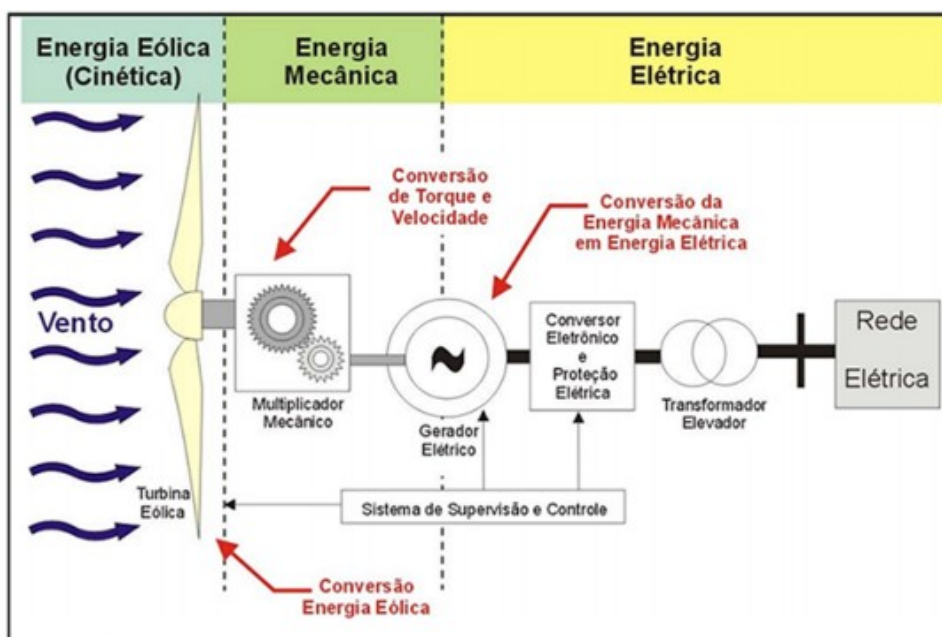 Energia Eólica
(Cinética)
Energia
Mecânica
Energia
Elétrica
Conversão
de Torque e
Velocidade
Conversão da
Energia Mecânica
em Energia Elétrica
Vento
Multiplicador
Mecânico
Gerador
Elétrico
Conversor
Eletrônico
e
Proteção
Elétrica
Transformador
Elevador
Rede
Elétrica
Turbina
Eólica
Sistema de Supervisão e Controle
Conversão
Energia Eólica